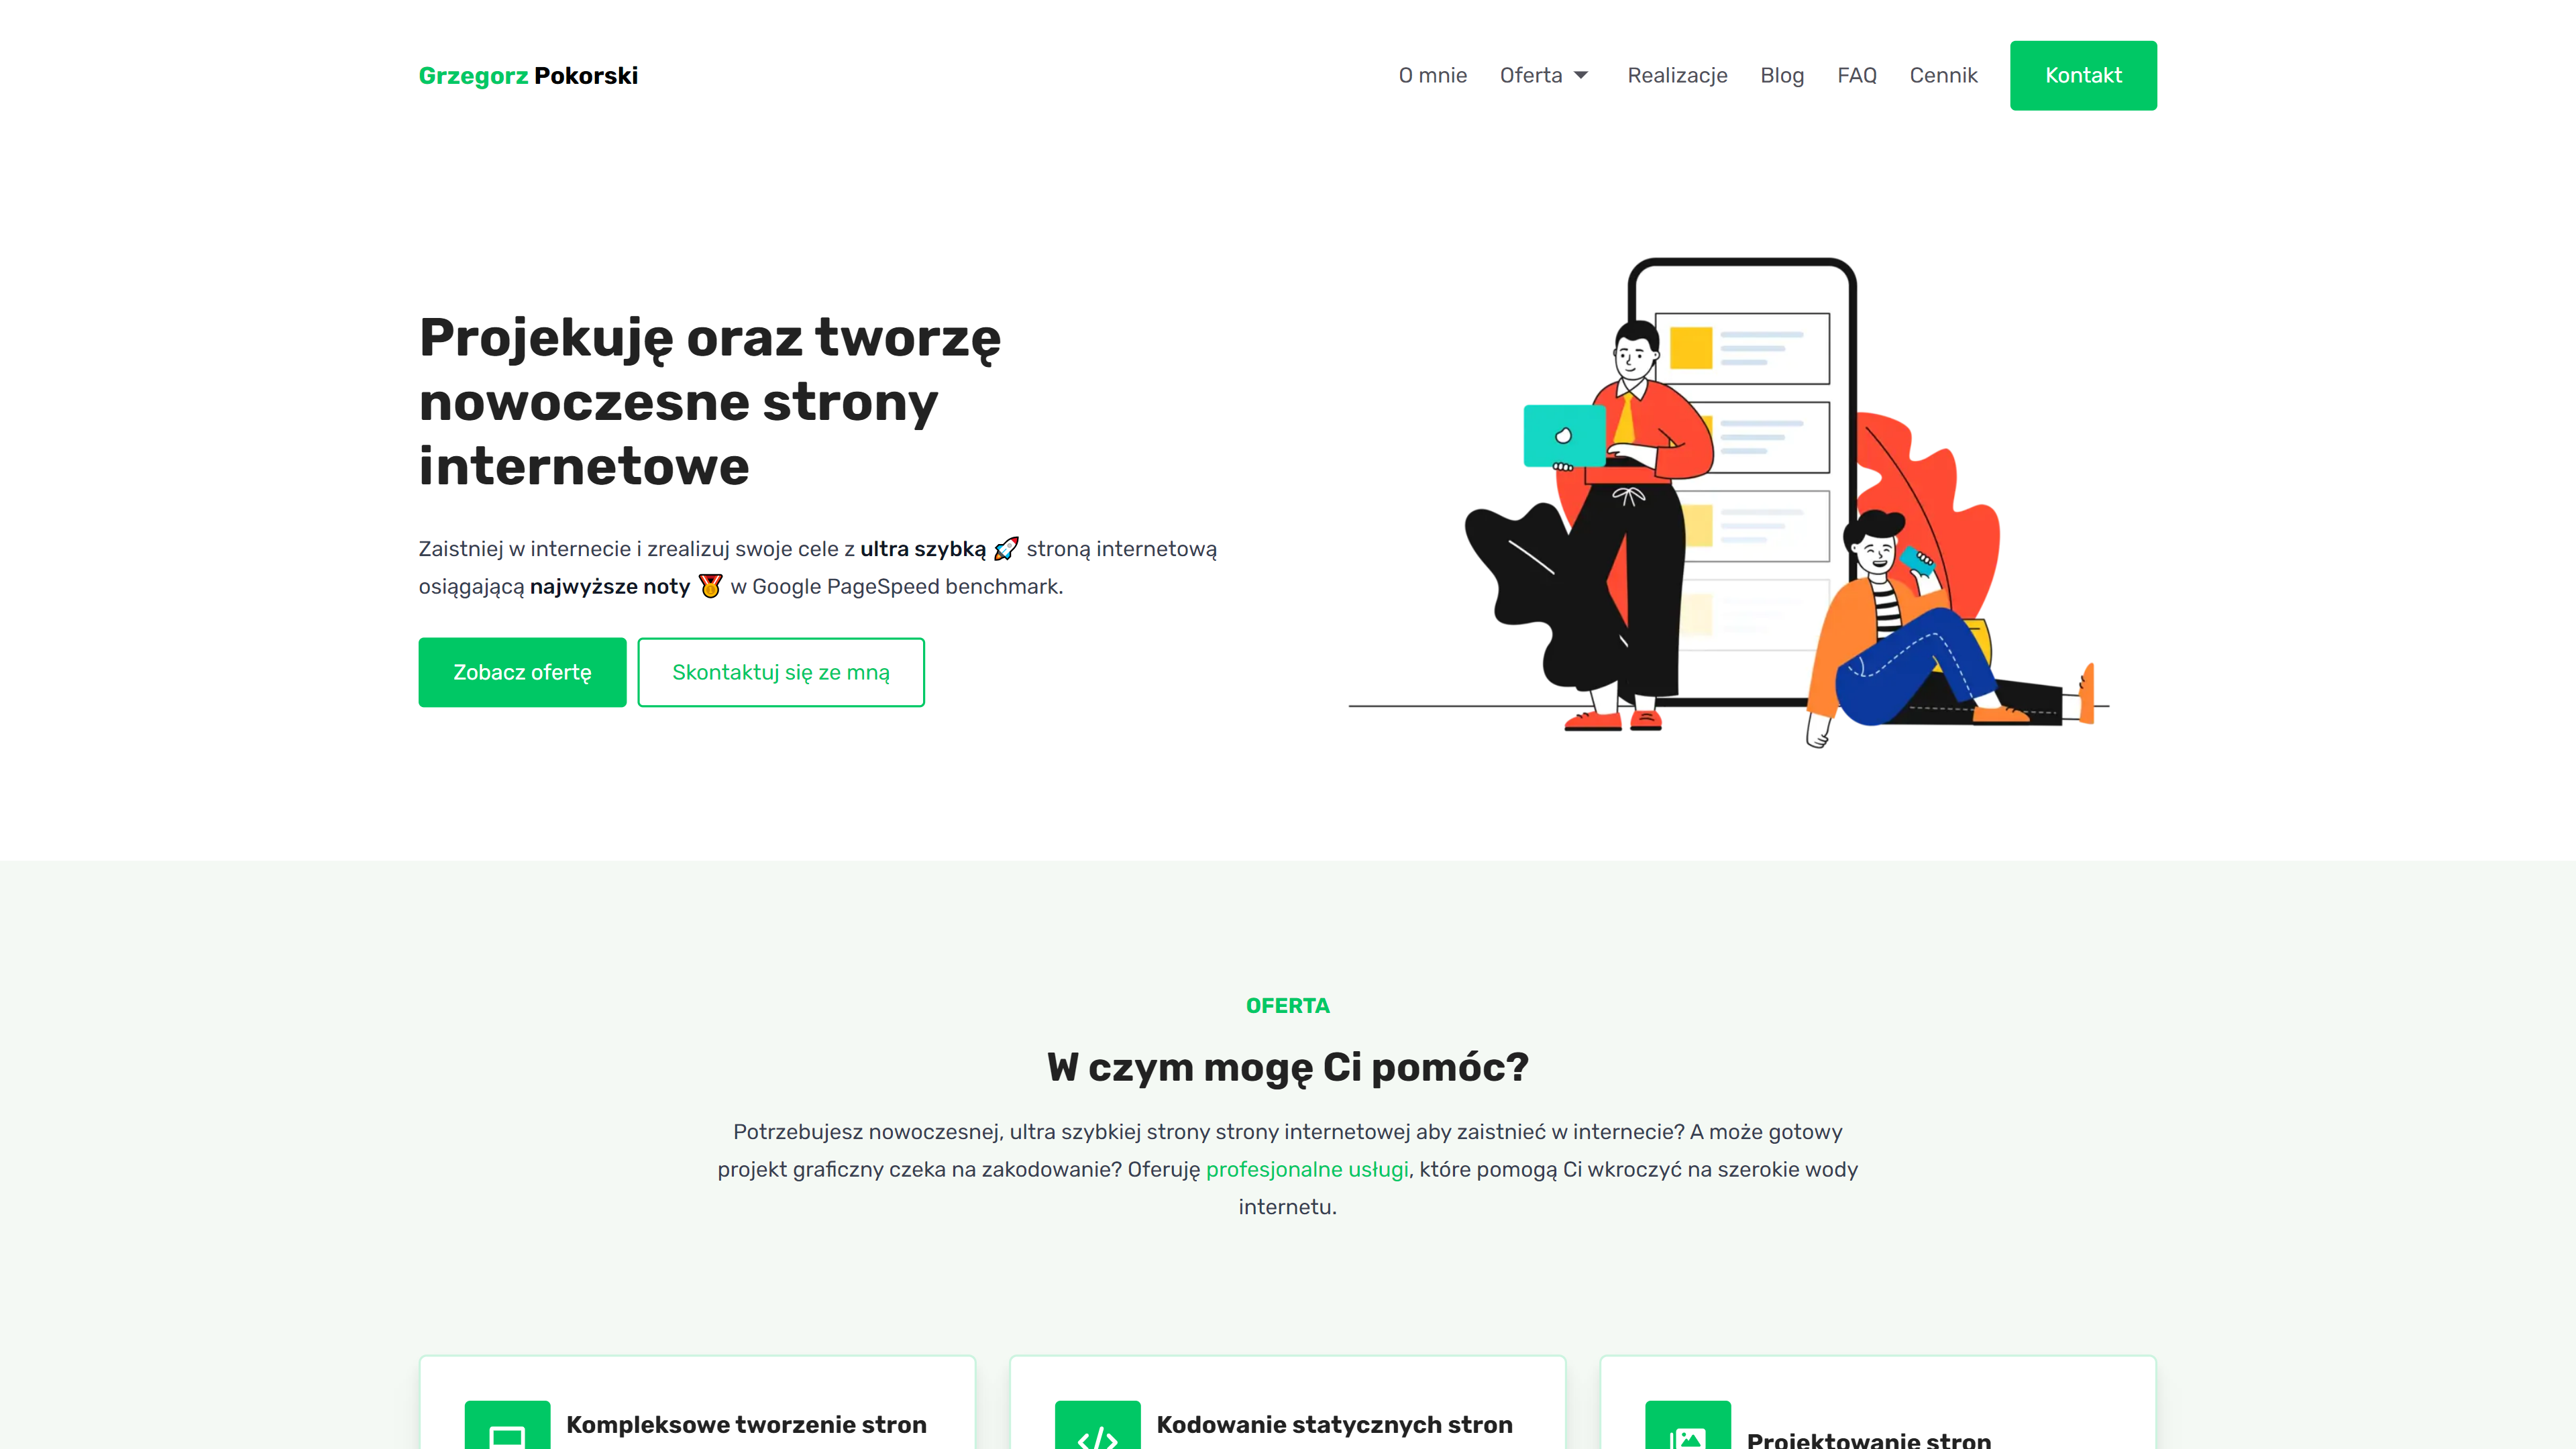 Grzegorz Pokorski
O mnie
Oferta
Realizacje
Blog
FAQ
Cennik
Kontakt
Projekuję oraz tworzę
nowoczesne strony
internetowe
Zaistniej w internecie i zrealizuj swoje cele z ultra szybką 🚀 stroną internetową
osiągającą najwyższe noty 🏅 w Google PageSpeed benchmark.
Zobacz ofertę
Skontaktuj się ze mną
OFERTA
W czym mogę Ci pomóc?
Potrzebujesz nowoczesnej, ultra szybkiej strony strony internetowej aby zaistnieć w internecie? A może gotowy
projekt graficzny czeka na zakodowanie? Oferuję profesjonalne usługi, które pomogą Ci wkroczyć na szerokie wody
internetu.
Kompleksowe tworzenie stron
Kodowanie statycznych stron
Projektowanie stron